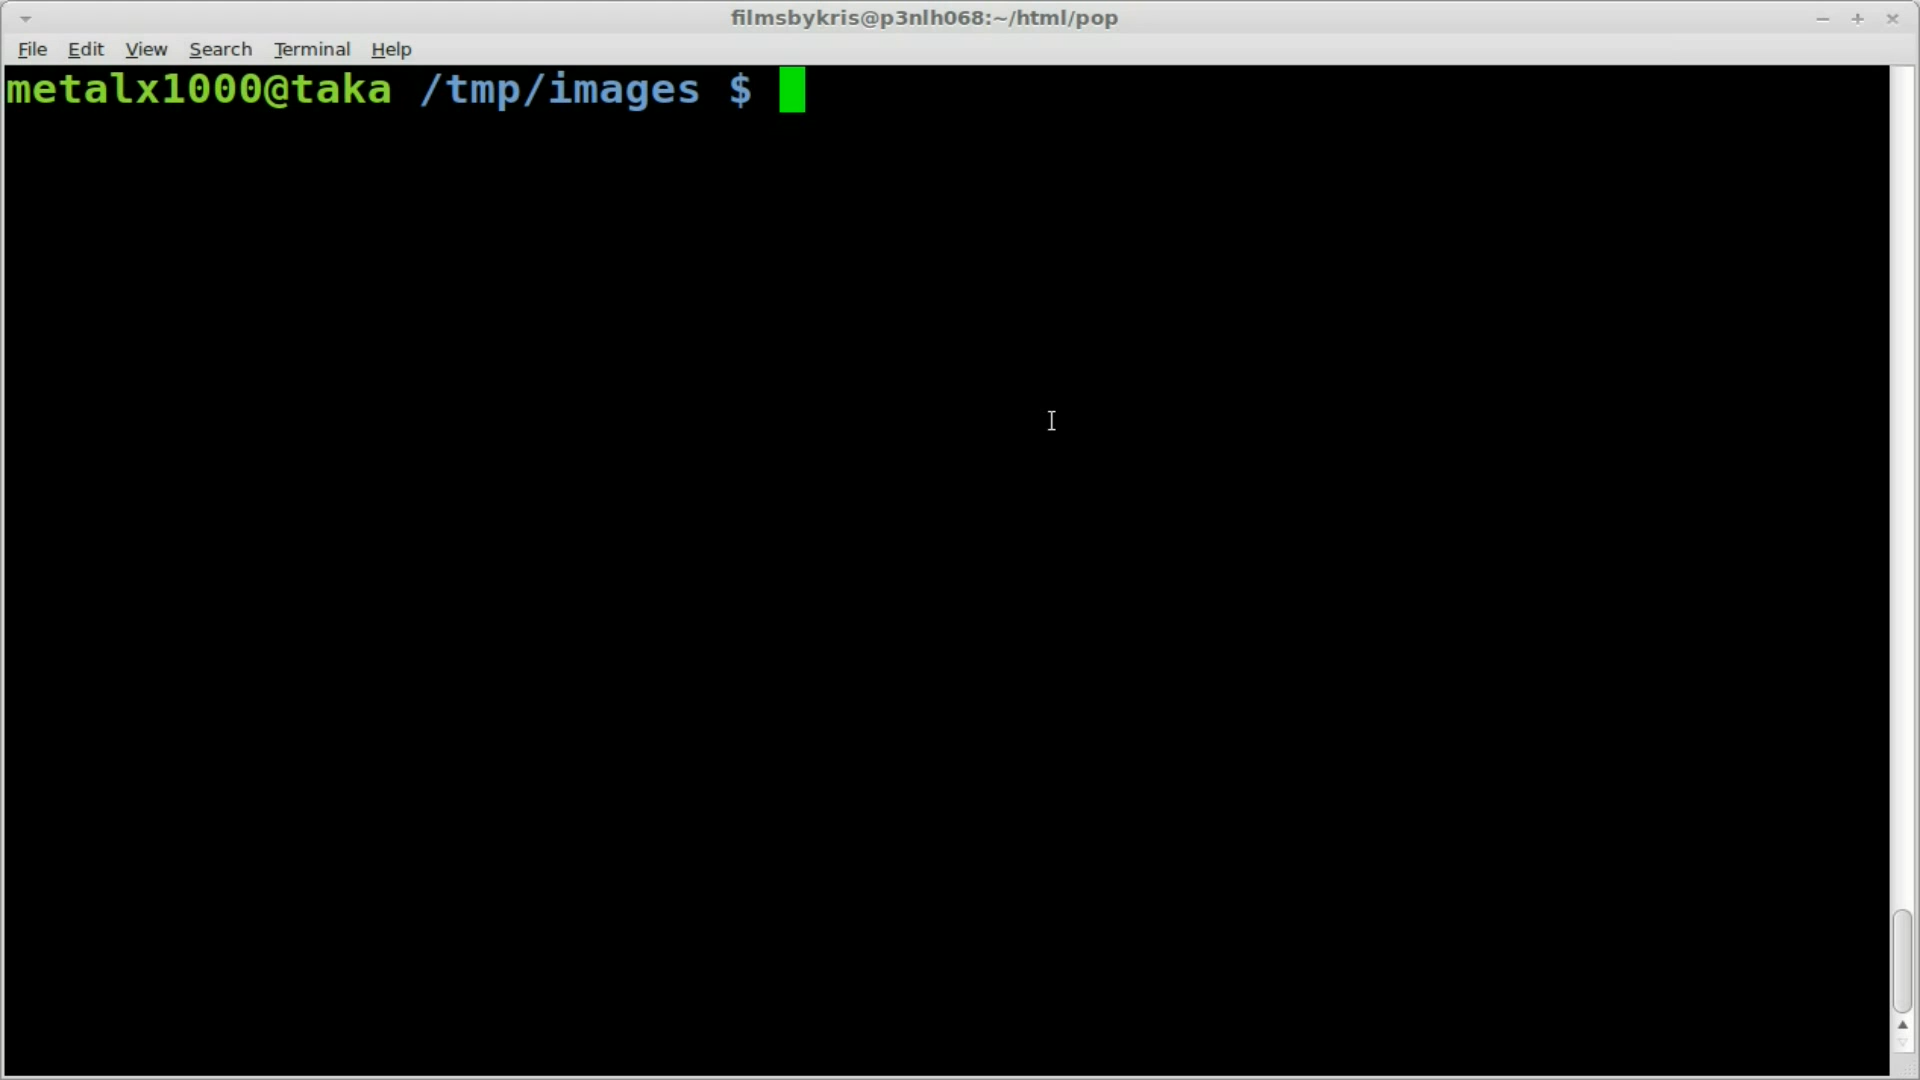 filmsbykris@p3nlh068:~/html/pop
File Edit View Search Terminal Help
metalx1000@taka /tmp/images $